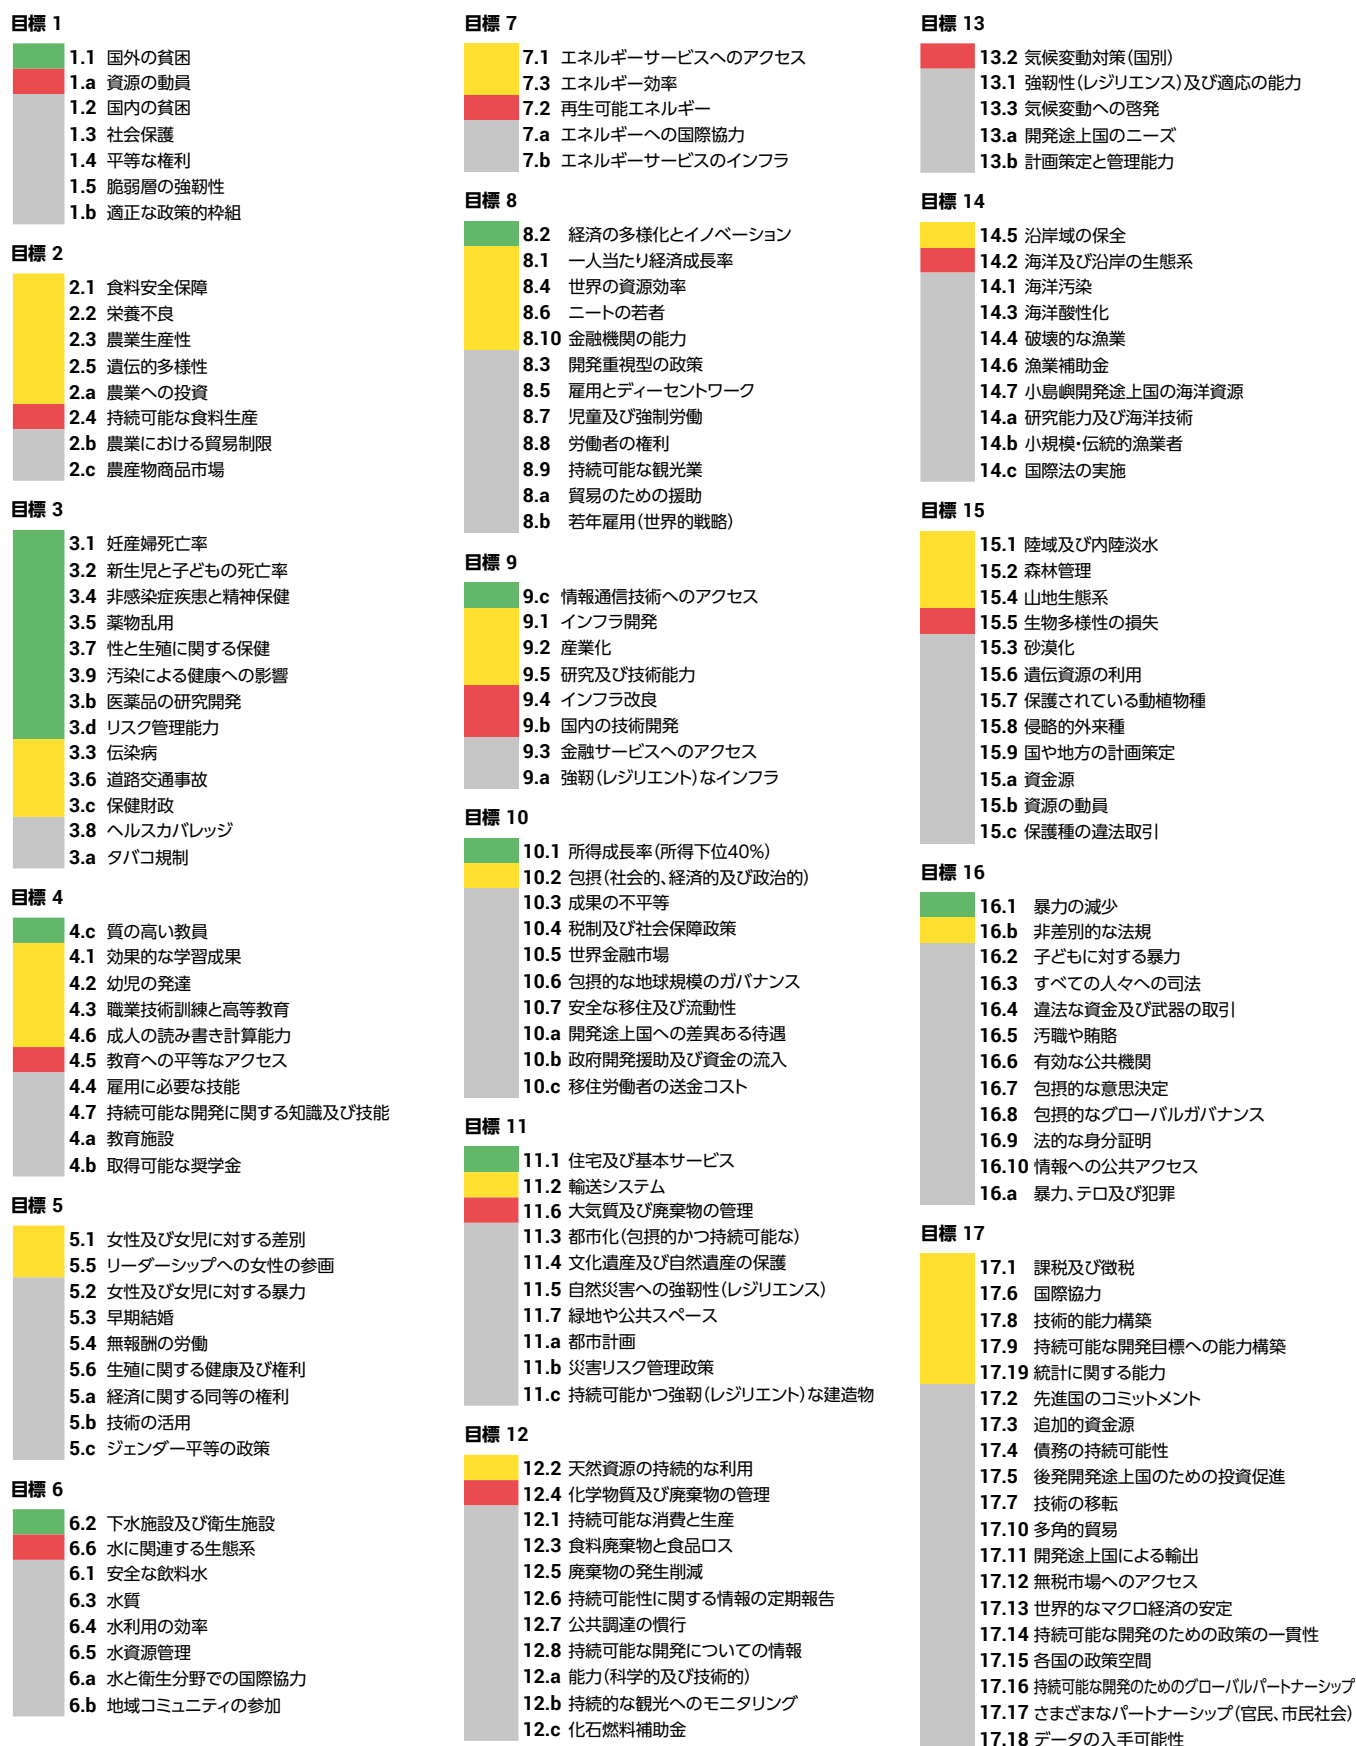 目標 1
1.1 国外の貧困
1.a 資源の動員
1.2 国内の貧困
1.3 社会保護
1.4 平等な権利
1.5 脆弱層の強靭性
1.b 適正な政策的枠組
目標 2
2.1 食料安全保障
2.2 栄養不良
2.3 農業生産性
2.5 遺伝的多様性
2.a 農業への投資
2.4 持続可能な食料生産
2.b 農業における貿易制限
2.c 農産物商品市場
目標 3
3.1 妊産婦死亡率
3.2 新生児と子どもの死亡率
3.4 非感染症疾患と精神保健
3.5 薬物乱用
3.7 性と生殖に関する保健
3.9 汚染による健康への影響
3.b 医薬品の研究開発
3.d リスク管理能力
3.3 伝染病
3.6 道路交通事故
3.c 保健財政
3.8 ヘルスカバレッジ
3.a タバコ規制
目標 4
4.c 質の高い教員
4.1 効果的な学習成果
4.2 幼児の発達
4.3 職業技術訓練と高等教育
4.6 成人の読み書き計算能力
4.5 教育への平等なアクセス
4.4 雇用に必要な技能
4.7 持続可能な開発に関する知識及び技能
4.a 教育施設
4.b 取得可能な奨学金
目標 5
5.1 女性及び女児に対する差別
5.5 リーダーシップへの女性の参画
5.2 女性及び女児に対する暴力
5.3 早期結婚
5.4 無報酬の労働
5.6 生殖に関する健康及び権利
5.a 経済に関する同等の権利
5.b 技術の活用
5.c ジェンダー平等の政策
目標 6
6.2 下水施設及び衛生施設
6.6 水に関連する生態系
6.1 安全な飲料水
6.3 水質
6.4 水利用の効率
6.5 水資源管理
6.a 水と衛生分野での国際協力
6.b 地域コミュニティの参加
目標 7
7.1 エネルギーサービスへのアクセス
7.3 エネルギー効率
7.2 再生可能エネルギー
7.a エネルギーへの国際協力
7.b エネルギーサービスのインフラ
目標 8
8.2 経済の多様化とイノベーション
8.1 一人当たり経済成長率
8.4 世界の資源効率
8.6 ニートの若者
8.10 金融機関の能力
8.3 開発重視型の政策
8.5 雇用とディーセントワーク
8.7 児童及び強制労働
8.8 労働者の権利
8.9 持続可能な観光業
8.a 貿易のための援助
8.b 若年雇用(世界的戦略)
目標 9
9.c 情報通信技術へのアクセス
9.1 インフラ開発
9.2 産業化
9.5 研究及び技術能力
9.4 インフラ改良
9.b 国内の技術開発
9.3 金融サービスへのアクセス
9.a 強靭(レジリエント)なインフラ
目標 10
10.1 所得成長率(所得下位40%)
10.2 包摂(社会的、経済的及び政治的)
10.3 成果の不平等
10.4 税制及び社会保障政策
10.5 世界金融市場
10.6 包摂的な地球規模のガバナンス
10.7 安全な移住及び流動性
10.a 開発途上国への差異ある待遇
10.b 政府開発援助及び資金の流入
10.c 移住労働者の送金コスト
目標 11
11.1 住宅及び基本サービス
11.2 輸送システム
11.6 大気質及び廃棄物の管理
11.3 都市化(包摂的かつ持続可能な)
11.4 文化遺産及び自然遺産の保護
11.5 自然災害への強靭性(レジリエンス)
11.7 緑地や公共スペース
11.a 都市計画
11.b 災害リスク管理政策
11.c 持続可能かつ強靭(レジリエント)な建造物
目標 12
12.2 天然資源の持続的な利用
12.4 化学物質及び廃棄物の管理
12.1 持続可能な消費と生産
12.3 食料廃棄物と食品ロス
12.5 廃棄物の発生削減
12.6 持続可能性に関する情報の定期報告
12.7 公共調達の慣行
12.8 持続可能な開発についての情報
12.a 能力(科学的及び技術的)
12.b 持続的な観光へのモニタリング
12.c 化石燃料補助金
目標 13
13.2 気候変動対策(国別)
13.1 強靭性(レジリエンス)及び適応の能力
13.3 気候変動への啓発
13.a 開発途上国のニーズ
13.b 計画策定と管理能力
目標 14
14.5 沿岸域の保全
14.2 海洋及び沿岸の生態系
14.1 海洋汚染
14.3 海洋酸性化
14.4 破壊的な漁業
14.6 漁業補助金
14.7 小島嶼開発途上国の海洋資源
14.a 研究能力及び海洋技術
14.b 小規模・伝統的漁業者
14.c 国際法の実施
目標 15
15.1 陸域及び内陸淡水
15.2 森林管理
15.4 山地生態系
15.5 生物多様性の損失
15.3 砂漠化
15.6 遺伝資源の利用
15.7 保護されている動植物種
15.8 侵略的外来種
15.9 国や地方の計画策定
15.a 資金源
15.b 資源の動員
15.c 保護種の違法取引
目標 16
16.1 暴力の減少
16.b 非差別的な法規
16.2 子どもに対する暴力
16.3 すべての人々への司法
16.4 違法な資金及び武器の取引
16.5 汚職や賄賂
16.6 有効な公共機関
16.7 包摂的な意思決定
16.8 包摂的なグローバルガバナンス
16.9 法的な身分証明
16.10 情報への公共アクセス
16.a 暴力、テロ及び犯罪
目標 17
17.1 課税及び徴税
17.6 国際協力
17.8 技術的能力構築
17.9 持続可能な開発目標への能力構築
17.19 統計に関する能力
17.2 先進国のコミットメント
17.3 追加的資金源
17.4 債務の持続可能性
17.5 後発開発途上国のための投資促進
17.7 技術の移転
17.10 多角的貿易
17.11 開発途上国による輸出
17.12 無税市場へのアクセス
17.13 世界的なマクロ経済の安定
17.14 持続可能な開発のための政策の一貫性
17.15 各国の政策空間
17.16 持続可能な開発のためのグローバルパートナーシップ
17.17 さまざまなパートナーシップ(官民、市民社会)
17.18 データの入手可能性